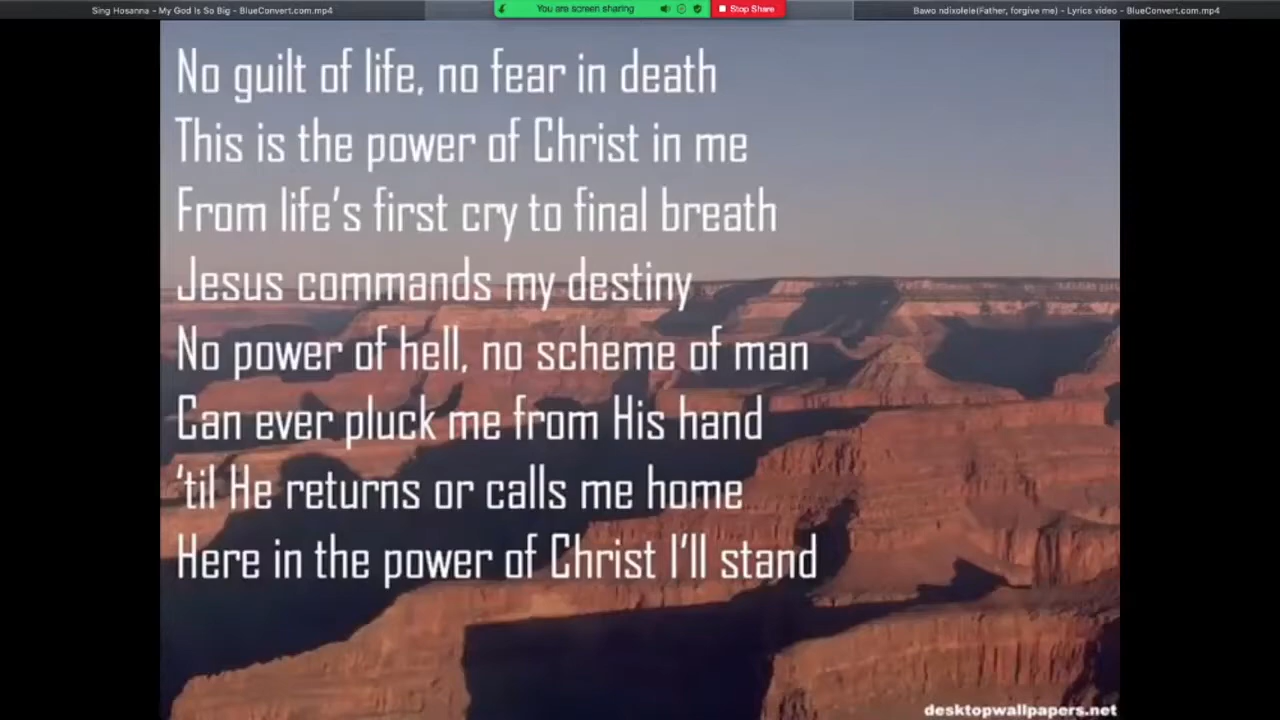 Sing Hosanna - My God Is So Big - BlueConvert.com.mp4
You are screen sharing
Stop Share
Bawo ndixolele(Father, forgive me) - Lyrics video - BlueConvert.com.mp4
No guilt of life, no fear in death
This is the power of Christ in me
From life's first cry to final breath
Jesus commands my destiny
No power of hell, no scheme of man
Can ever pluck me from His hand
'til He returns or calls me home
Here in the power of Christ I'll stand
desktopwallpapers.net